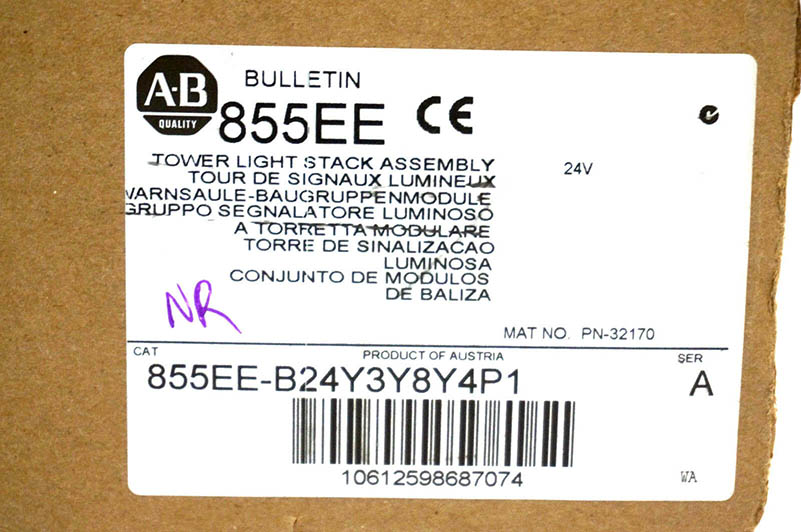 A-B
QUALITY
BULLETIN
855EE CE
TOWER LIGHT STACK ASSEMBLY
24V
TOUR DE SIGNAUX LUMINEUX
WARNSAULE-BAUGRUPPENMODULE
GRUPPO SEGNALATORE LUMINOSO
A TORRETTA MODULARE
TORRE DE SINALIZACAO
LUMINOSA
CONJUNTO DE MODULOS
DE BALIZA
NR
MAT NO. PN-32170
CAT
PRODUCT OF AUSTRIA
SER
855EE-B24Y3Y8Y4P1
A
10612598687074
WA